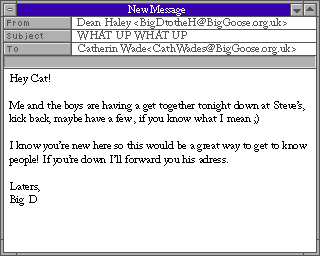 New Message
From Dean Haley <BigDtotheH@BigGoose.org.uk>
Subject WHAT UP WHAT UP
To Catherin Wade<CathWades@BigGoose.org.uk>
Hey Cat!
Me and the boys are having a get together tonight down at Steve's,
kick back, maybe have a few, if you know what I mean ;)
I know you're new here so this would be a great way to get to know
people! If you're down I'll forward you his adress.
Laters,
Big D